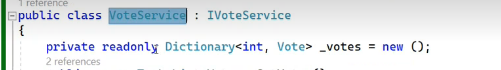 1 reference
public class VoteService : IVoteService
{
private readonly Dictionary<int, Vote> _votes = new ();
2 references